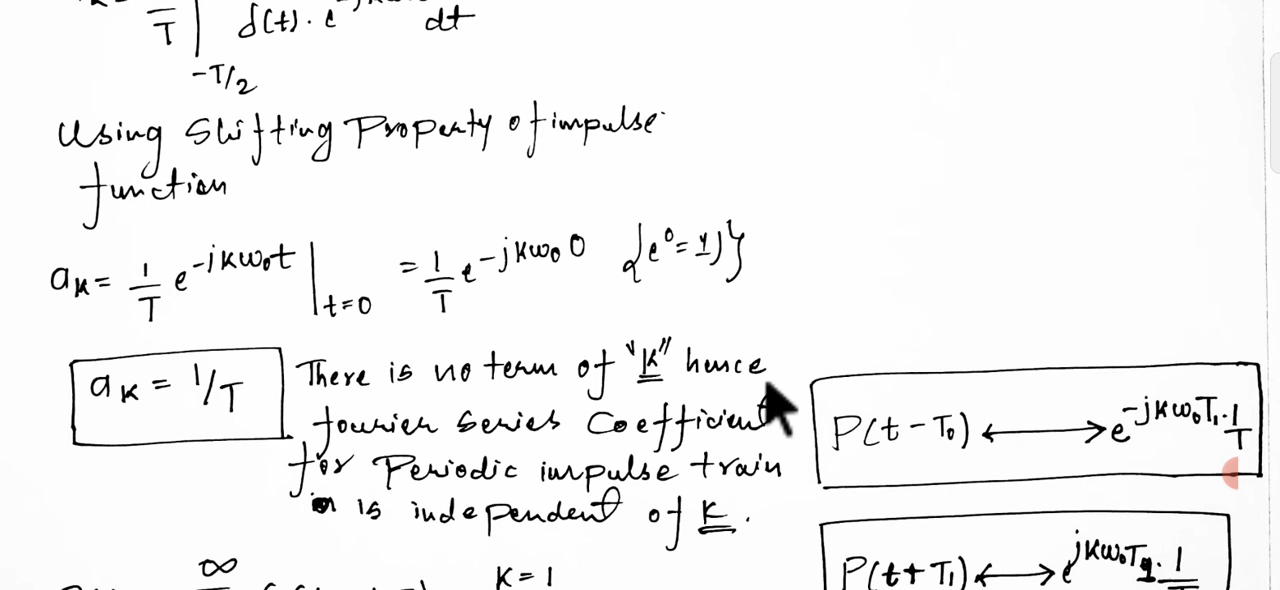 1/T ∫ δ(t). e dt
-T/2
Using Shifting Property of impulse
function
aK = 1/T e^-jKω0t | t=0 = 1/T e^-jKω0 0 {e^0=1)}
aK = 1/T
There is no term of "K" hence
fourier series Coefficient
for Periodic impulse train
is independent of K.
P(t - T0) ⟷ e^-jKω0T1 . 1/T
P(t + T1) ⟷ e^jKω0T1 . 1
∞
K = 1